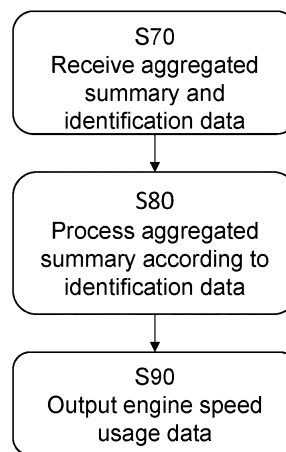 S70
Receive aggregated
summary and
identification data
S80
Process aggregated
summary according to
identification data
S90
Output engine speed
usage data